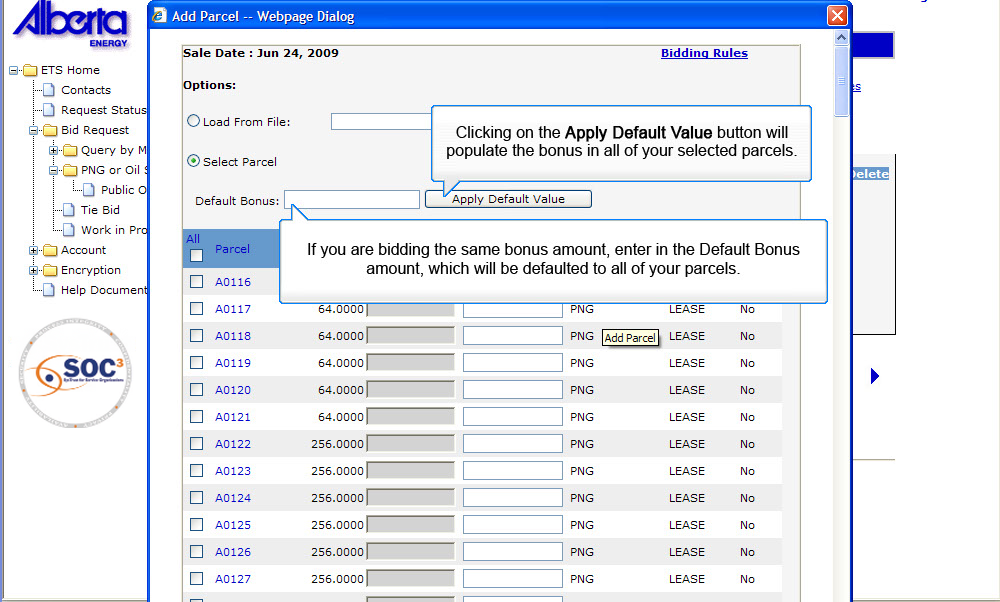 Alberta
ENERGY
ETS Home
Contacts
Request Status
Bid Request
Query by M
PNG or Oil S
Public O
Tie Bid
Work in Pro
Account
Encryption
Help Document
SOC3
Add Parcel -- Webpage Dialog
Sale Date : Jun 24, 2009
Bidding Rules
Options:
Load From File:
Select Parcel
Default Bonus:
Apply Default Value
Clicking on the Apply Default Value button will
populate the bonus in all of your selected parcels.
If you are bidding the same bonus amount, enter in the Default Bonus
amount, which will be defaulted to all of your parcels.
All
Parcel
A0116
A0117 64.0000 PNG LEASE No
A0118 64.0000 PNG LEASE No
Add Parcel
A0119 64.0000 PNG LEASE No
A0120 64.0000 PNG LEASE No
A0121 64.0000 PNG LEASE No
A0122 256.0000 PNG LEASE No
A0123 256.0000 PNG LEASE No
A0124 256.0000 PNG LEASE No
A0125 256.0000 PNG LEASE No
A0126 256.0000 PNG LEASE No
A0127 256.0000 PNG LEASE No
es
Delete